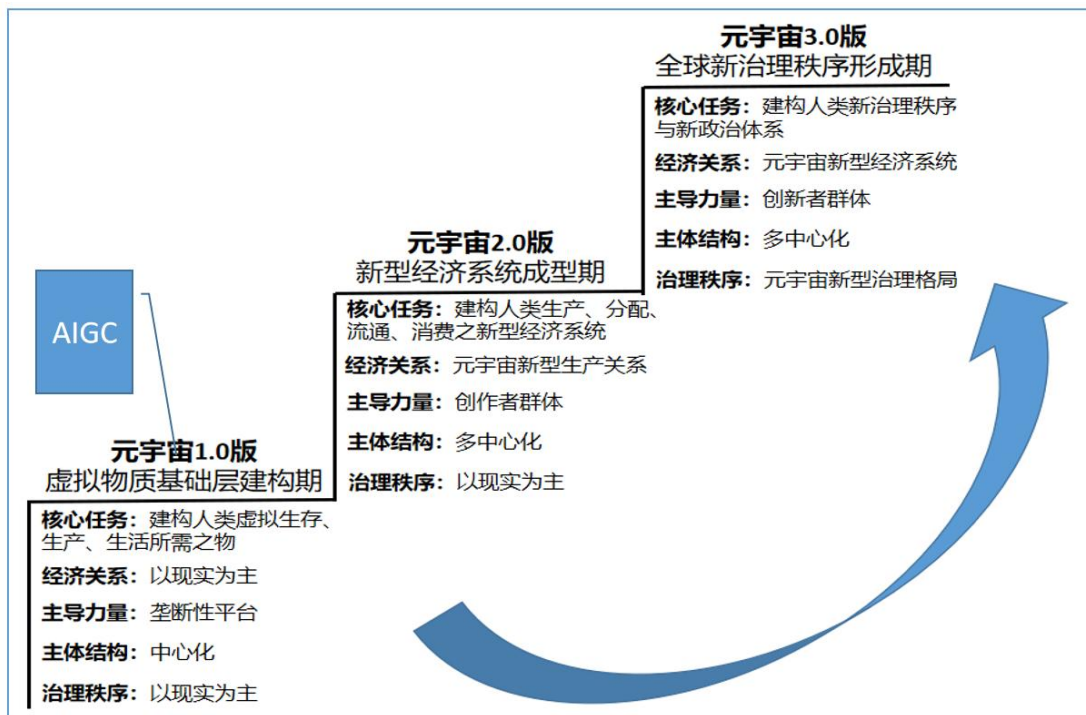 元宇宙3.0版
全球新治理秩序形成期
核心任务：建构人类新治理秩序
与新政治体系
经济关系：元宇宙新型经济系统
主导力量：创新者群体
主体结构：多中心化
治理秩序：元宇宙新型治理格局
元宇宙2.0版
新型经济系统成型期
核心任务：建构人类生产、分配、
流通、消费之新型经济系统
经济关系：元宇宙新型生产关系
主导力量：创作者群体
主体结构：多中心化
治理秩序：以现实为主
AIGC
元宇宙1.0版
虚拟物质基础层建构期
核心任务：建构人类虚拟生存、
生产、生活所需之物
经济关系：以现实为主
主导力量：垄断性平台
主体结构：中心化
治理秩序：以现实为主